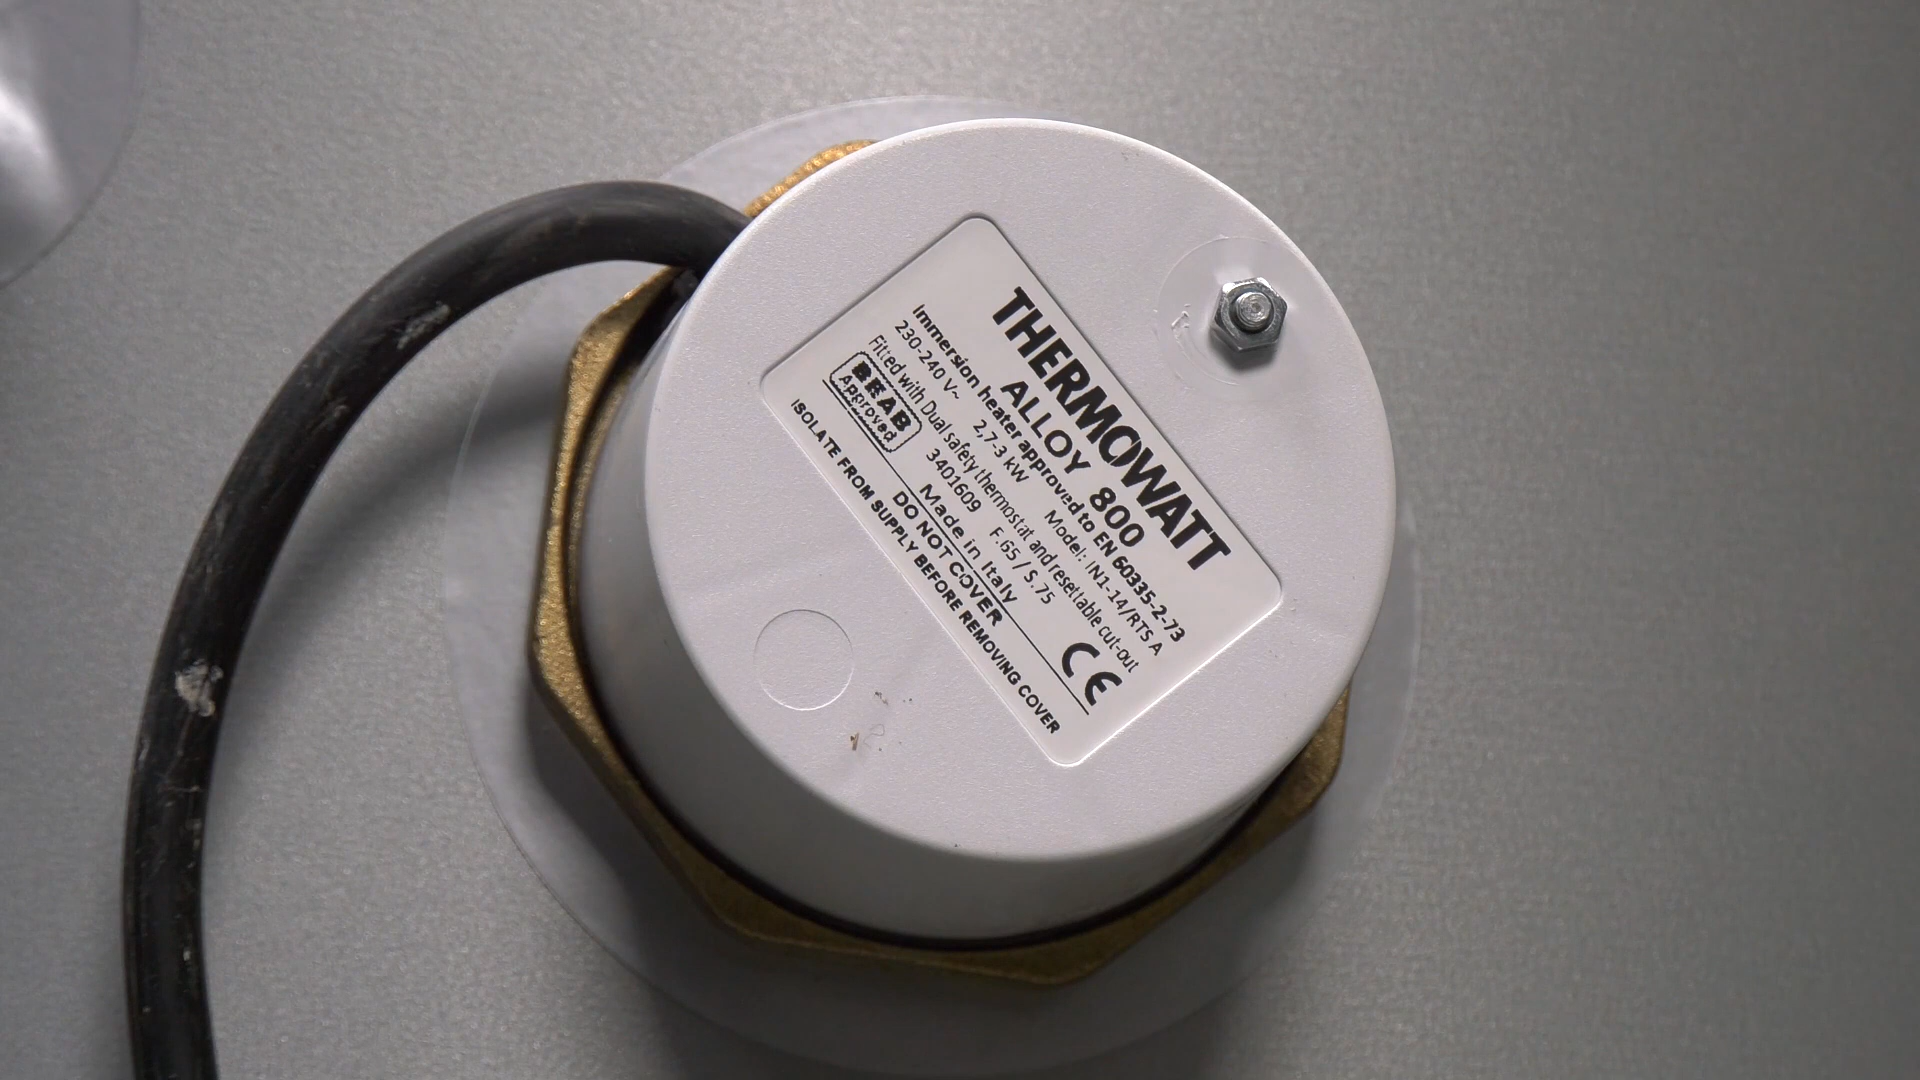 THERMOWATT
ALLOY 800
Immersion heater approved to EN 60335-2-73
230-240 V~ 2,7-3 kW Model: IN1-14/RTS A
Fitted with Dual safety thermostat and resettable cut-out
BEAB Approved 3401609 F.65 / S.75
Made in Italy CE
DO NOT COVER
ISOLATE FROM SUPPLY BEFORE REMOVING COVER